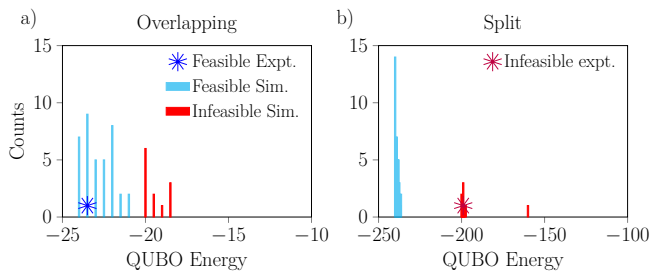 a)
Overlapping
15
10
5
0
Counts
Feasible Expt.
Feasible Sim.
Infeasible Sim.
−25
−20
−15
−10
QUBO Energy
b)
Split
15
10
5
0
Infeasible expt.
−250
−200
−150
−100
QUBO Energy